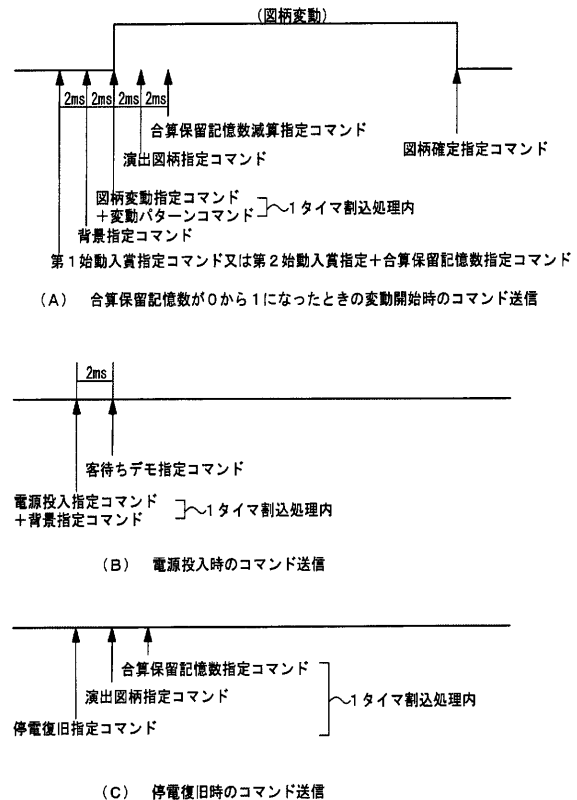 (図柄変動)
2ms 2ms 2ms 2ms
合算保留記憶数減算指定コマンド
図柄確定指定コマンド
演出図柄指定コマンド
図柄変動指定コマンド
+変動パターンコマンド
~1タイマ割込処理内
背景指定コマンド
第1始動入賞指定コマンド又は第2始動入賞指定+合算保留記憶数指定コマンド
(A) 合算保留記憶数が0から1になったときの変動開始時のコマンド送信
2ms
客待ちデモ指定コマンド
電源投入指定コマンド
+背景指定コマンド
~1タイマ割込処理内
(B) 電源投入時のコマンド送信
合算保留記憶数指定コマンド
演出図柄指定コマンド
~1タイマ割込処理内
停電復旧指定コマンド
(C) 停電復旧時のコマンド送信